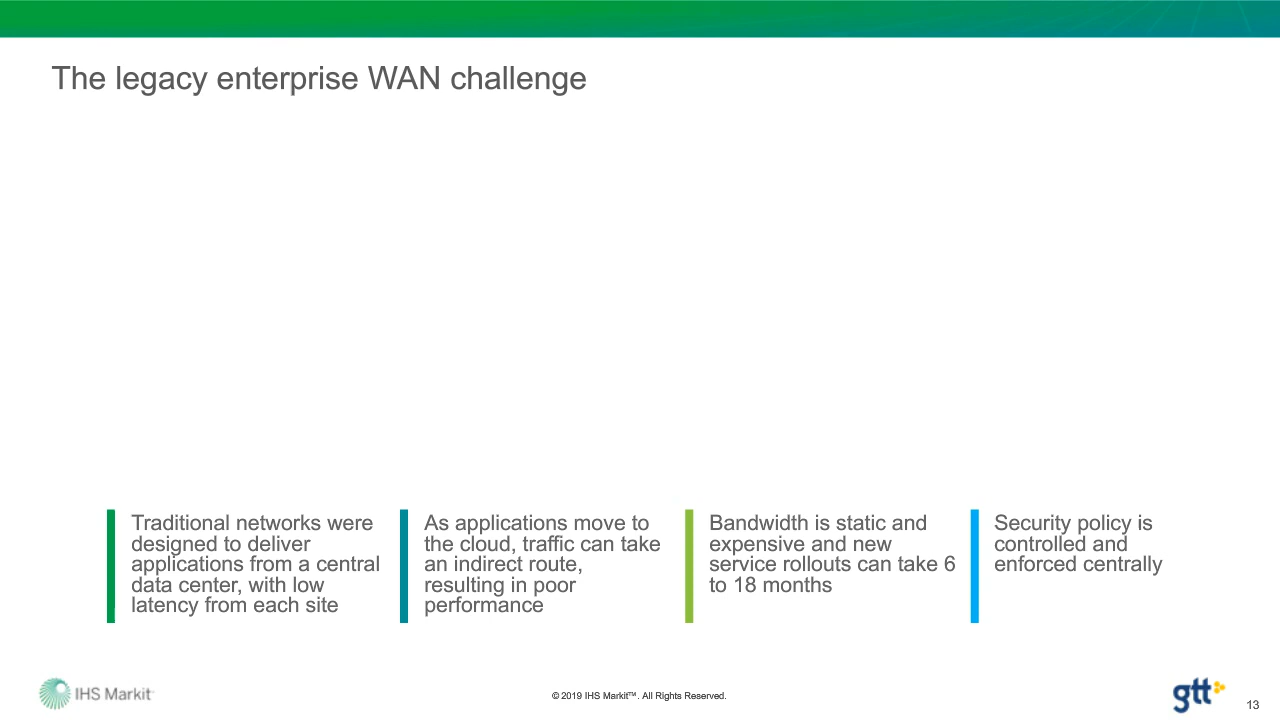 The legacy enterprise WAN challenge
Traditional networks were
designed to deliver
applications from a central
data center, with low
latency from each site
As applications move to
the cloud, traffic can take
an indirect route,
resulting in poor
performance
Bandwidth is static and
expensive and new
service rollouts can take 6
to 18 months
Security policy is
controlled and
enforced centrally
IHS Markit™
© 2019 IHS Markit™. All Rights Reserved.
gtt
13